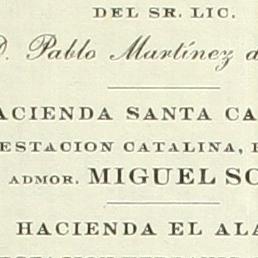 DEL SR. LIC.
D. Pablo Martínez
HACIENDA SANTA CA
ESTACION CATALINA,
ADMOR. MIGUEL SO
HACIENDA EL ALA